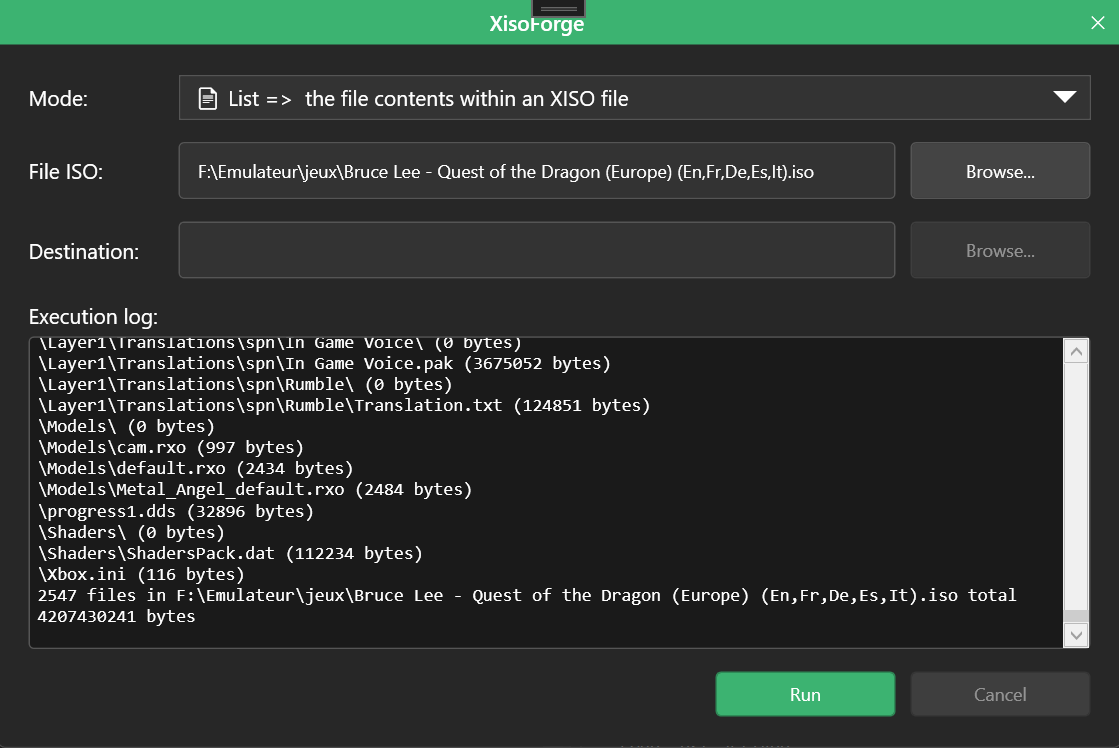 XisoForge
Mode:
List => the file contents within an XISO file
File ISO:
F:\Emulateur\jeux\Bruce Lee - Quest of the Dragon (Europe) (En,Fr,De,Es,It).iso
Browse...
Destination:
Browse...
Execution log:
\Layer1\Translations\spn\In Game Voice\ (0 bytes)
\Layer1\Translations\spn\In Game Voice.pak (3675052 bytes)
\Layer1\Translations\spn\Rumble\ (0 bytes)
\Layer1\Translations\spn\Rumble\Translation.txt (124851 bytes)
\Models\ (0 bytes)
\Models\cam.rxo (997 bytes)
\Models\default.rxo (2434 bytes)
\Models\Metal_Angel_default.rxo (2484 bytes)
\progress1.dds (32896 bytes)
\Shaders\ (0 bytes)
\Shaders\ShadersPack.dat (112234 bytes)
\Xbox.ini (116 bytes)
2547 files in F:\Emulateur\jeux\Bruce Lee - Quest of the Dragon (Europe) (En,Fr,De,Es,It).iso total
4207430241 bytes
Run
Cancel